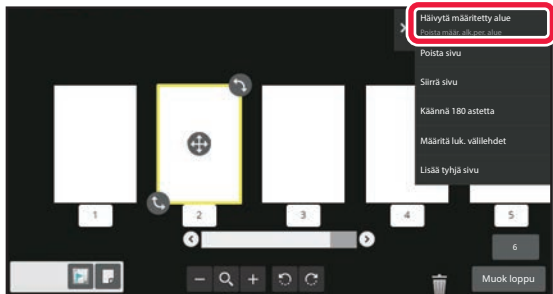 Häivytä määritetty alue
Poista määr. alk.per. alue
Poista sivu
Siirrä sivu
Käännä 180 astetta
Määritä luk. välilehdet
Lisää tyhjä sivu
1
2
3
4
5
6
Muok loppu